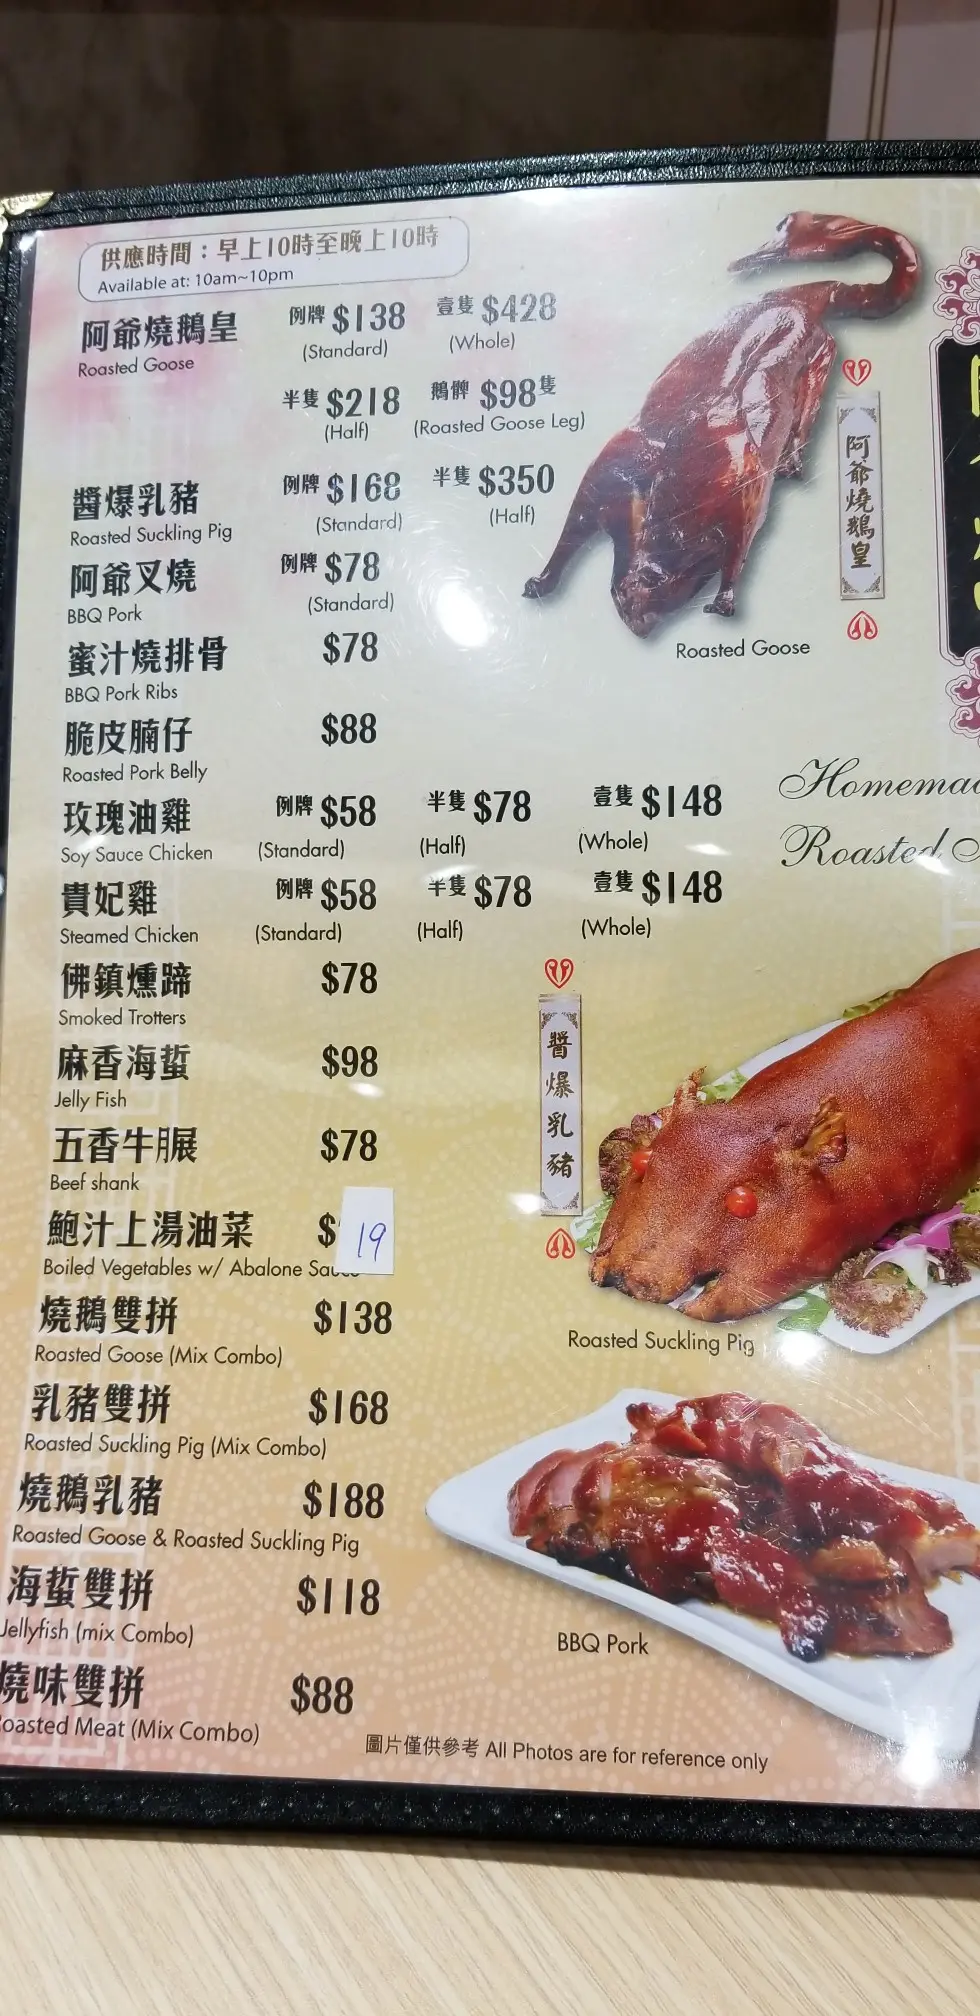 供應時間：早上10時至晚上10時
Available at: 10am~10pm
阿爺燒鵝皇 例牌 $138 壹隻 $428
Roasted Goose (Standard) (Whole)
半隻 $218 鵝髀 $98隻
(Half) (Roasted Goose Leg)
醬爆乳豬 例牌 $168 半隻 $350
Roasted Suckling Pig (Standard) (Half)
阿爺叉燒 例牌 $78
BBQ Pork (Standard)
蜜汁燒排骨 $78
BBQ Pork Ribs
脆皮腩仔 $88
Roasted Pork Belly
玫瑰油雞 例牌 $58 半隻 $78 壹隻 $148
Soy Sauce Chicken (Standard) (Half) (Whole)
貴妃雞 例牌 $58 半隻 $78 壹隻 $148
Steamed Chicken (Standard) (Half) (Whole)
佛鎮燻蹄 $78
Smoked Trotters
麻香海蜇 $98
Jelly Fish
五香牛𦟌 $78
Beef shank
鮑汁上湯油菜 $ 19
Boiled Vegetables w/ Abalone Sauce
燒鵝雙拼 $138
Roasted Goose (Mix Combo)
乳豬雙拼 $168
Roasted Suckling Pig (Mix Combo)
燒鵝乳豬 $188
Roasted Goose & Roasted Suckling Pig
海蜇雙拼 $118
Jellyfish (mix Combo)
燒味雙拼 $88
oasted Meat (Mix Combo)
圖片僅供參考 All Photos are for reference only
阿爺燒鵝皇
Roasted Goose
Homemad
Roasted
醬爆乳豬
Roasted Suckling Pig
BBQ Pork